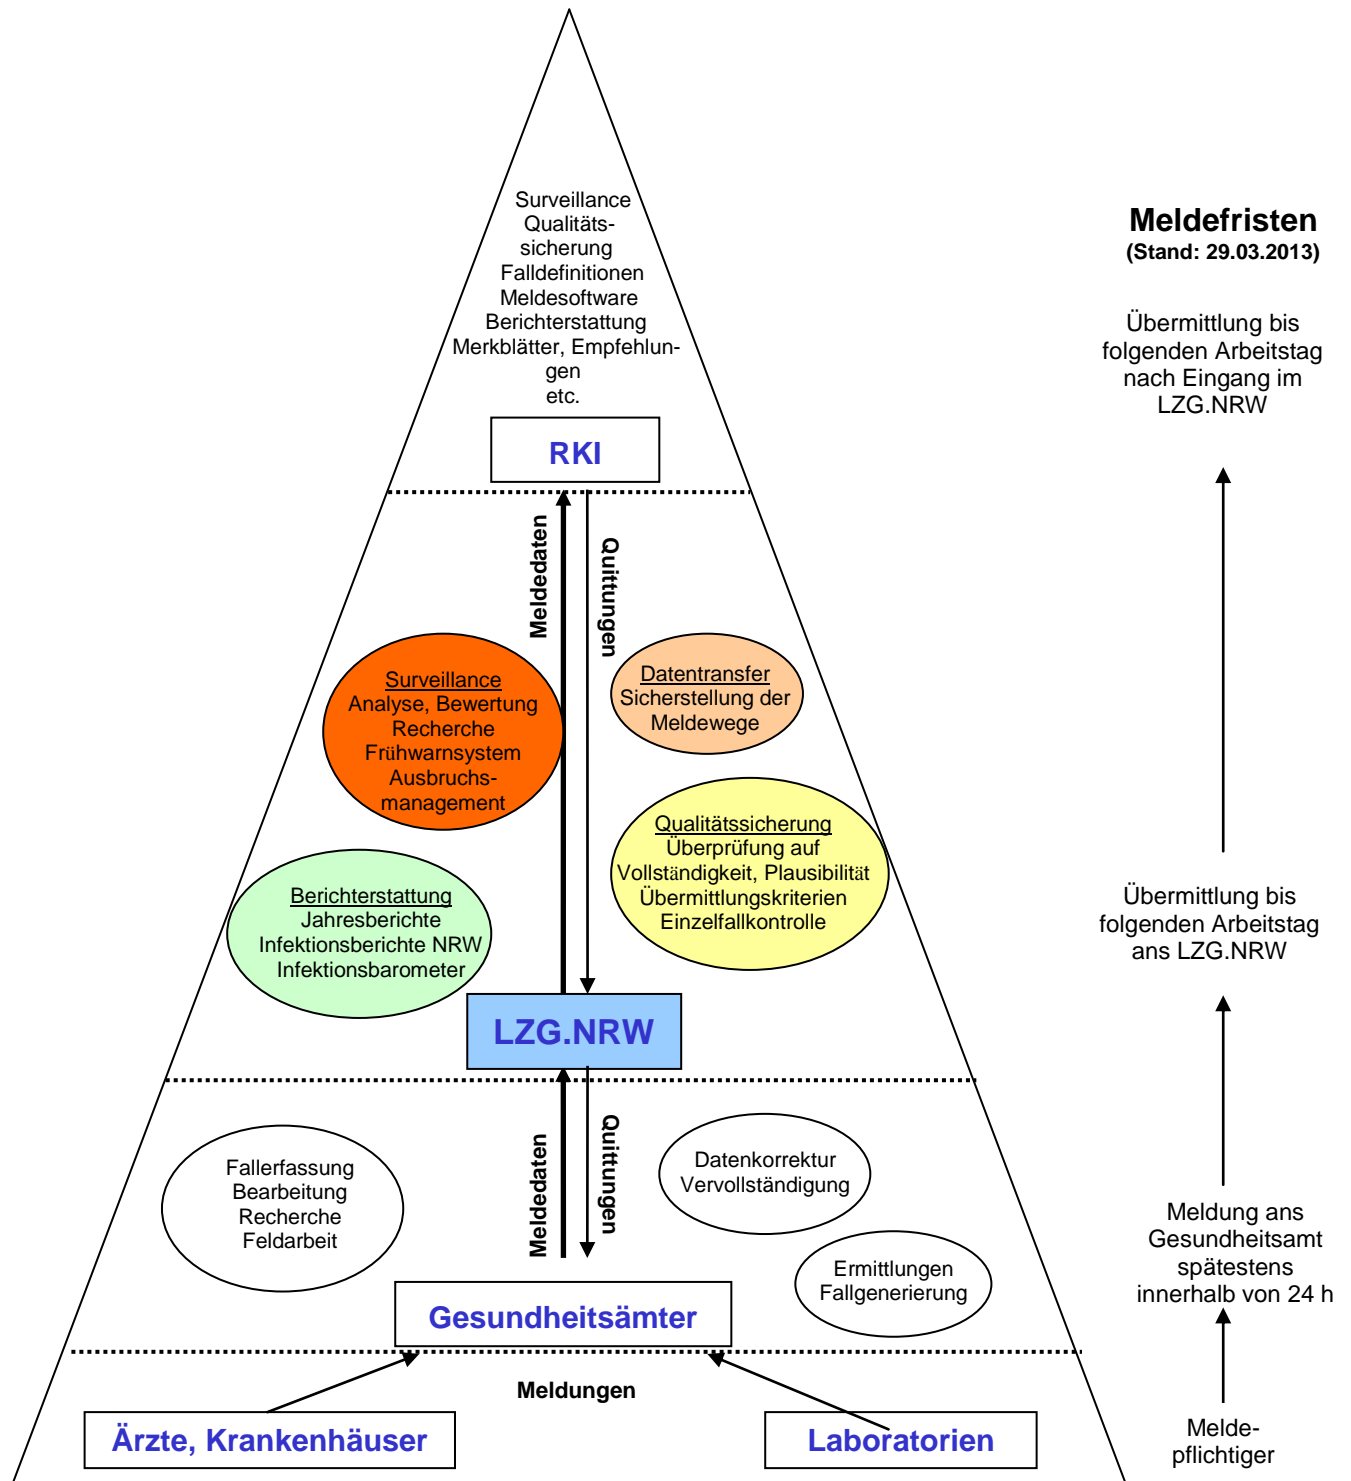 Surveillance
Qualitäts-
sicherung
Falldefinitionen
Meldesoftware
Berichterstattung
Merkblätter, Empfehlun-
gen
etc.
RKI
Meldefristen
(Stand: 29.03.2013)
Übermittlung bis
folgenden Arbeitstag
nach Eingang im
LZG.NRW
Meldedaten
Quittungen
Surveillance
Analyse, Bewertung
Recherche
Frühwarnsystem
Ausbruchs-
management
Datentransfer
Sicherstellung der
Meldewege
Qualitätssicherung
Überprüfung auf
Vollständigkeit, Plausibilität
Übermittlungskriterien
Einzelfallkontrolle
Berichterstattung
Jahresberichte
Infektionsberichte NRW
Infektionsbarometer
Übermittlung bis
folgenden Arbeitstag
ans LZG.NRW
LZG.NRW
Meldedaten
Quittungen
Fallerfassung
Bearbeitung
Recherche
Feldarbeit
Datenkorrektur
Vervollständigung
Ermittlungen
Fallgenerierung
Meldung ans
Gesundheitsamt
spätestens
innerhalb von 24 h
Gesundheitsämter
Meldungen
Ärzte, Krankenhäuser
Laboratorien
Melde-
pflichtiger